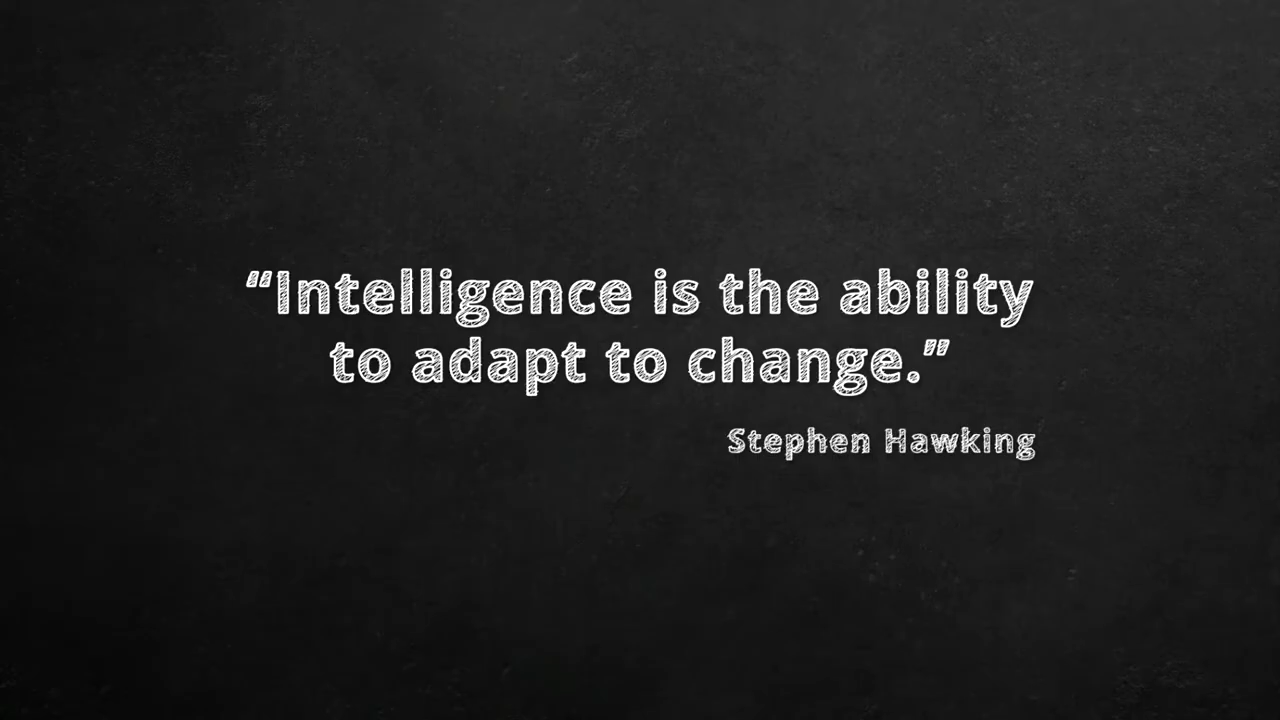 “Intelligence is the ability
to adapt to change.”
Stephen Hawking